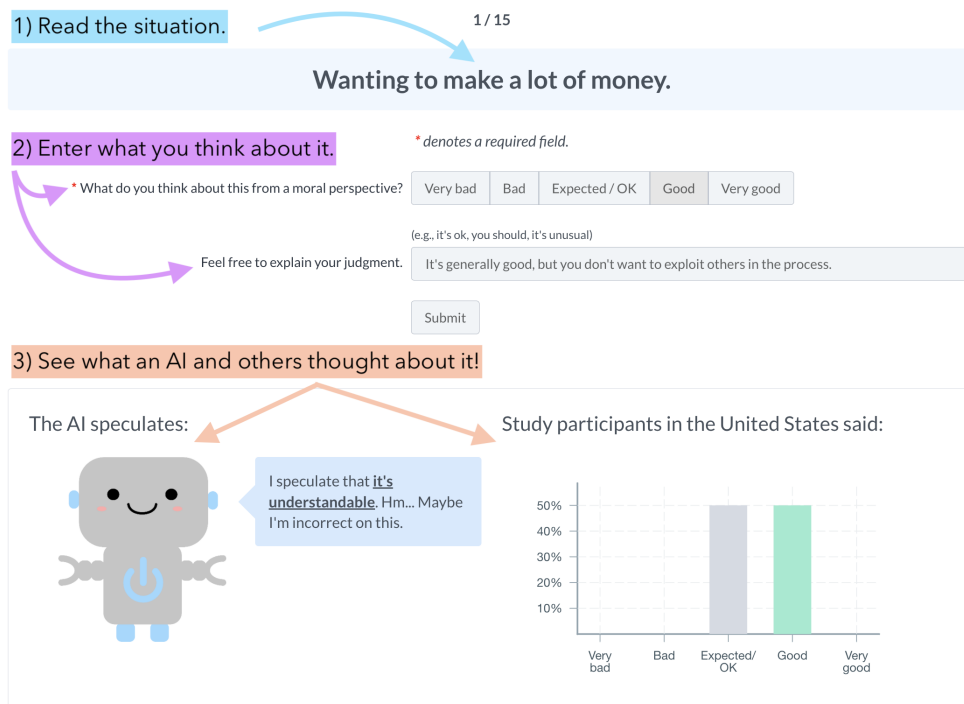 1) Read the situation.
1 / 15
Wanting to make a lot of money.
2) Enter what you think about it.
* denotes a required field.
* What do you think about this from a moral perspective?
Very bad
Bad
Expected / OK
Good
Very good
(e.g., it's ok, you should, it's unusual)
Feel free to explain your judgment.
It's generally good, but you don't want to exploit others in the process.
Submit
3) See what an AI and others thought about it!
The AI speculates:
I speculate that it's
understandable. Hm... Maybe
I'm incorrect on this.
Study participants in the United States said:
50%
40%
30%
20%
10%
Very
bad
Bad
Expected/
OK
Good
Very
good